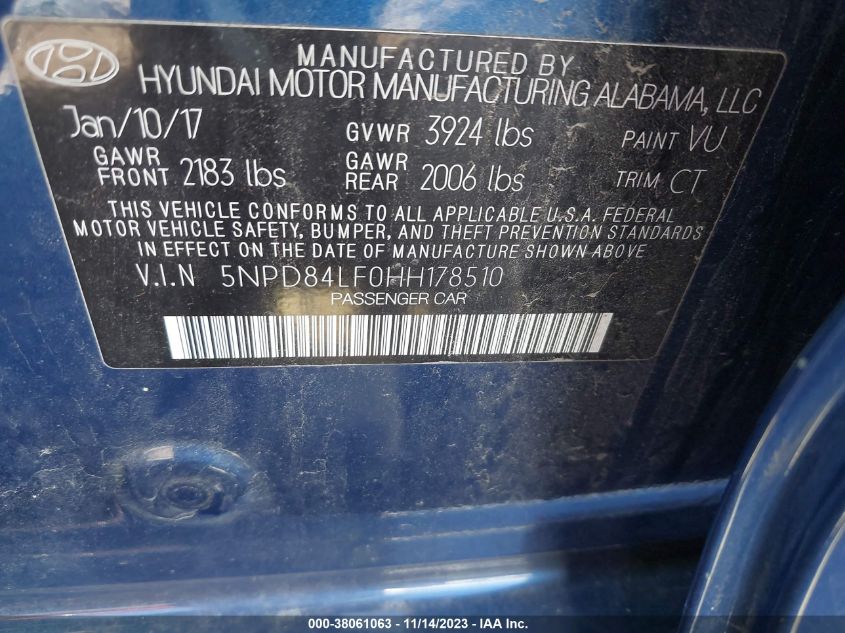 MANUFACTURED BY
HYUNDAI MOTOR MANUFACTURING ALABAMA, LLC
Jan/10/17 GVWR 3924 lbs PAINT VU
GAWR FRONT 2183 lbs GAWR REAR 2006 lbs TRIM CT
THIS VEHICLE CONFORMS TO ALL APPLICABLE U.S.A. FEDERAL
MOTOR VEHICLE SAFETY, BUMPER, AND THEFT PREVENTION STANDARDS
IN EFFECT ON THE DATE OF MANUFACTURE SHOWN ABOVE.
V.I.N 5NPD84LF0HH178510
PASSENGER CAR
000-38061063 - 11/14/2023 - IAA Inc.